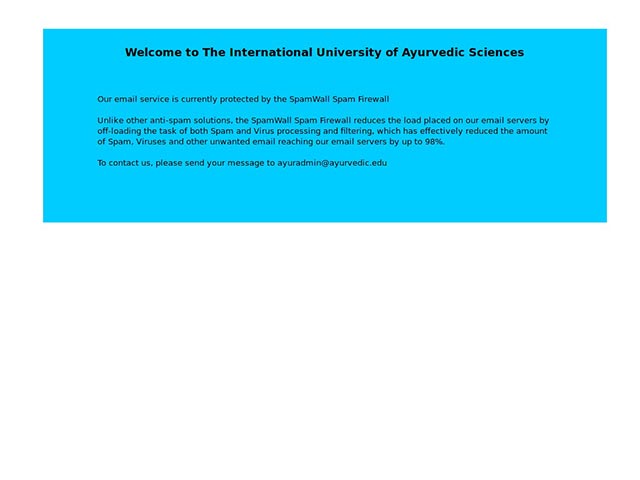 Welcome to The International University of Ayurvedic Sciences
Our email service is currently protected by the SpamWall Spam Firewall
Unlike other anti-spam solutions, the SpamWall Spam Firewall reduces the load placed on our email servers by
off-loading the task of both Spam and Virus processing and filtering, which has effectively reduced the amount
of Spam, Viruses and other unwanted email reaching our email servers by up to 98%.
To contact us, please send your message to ayuradmin@ayurvedic.edu